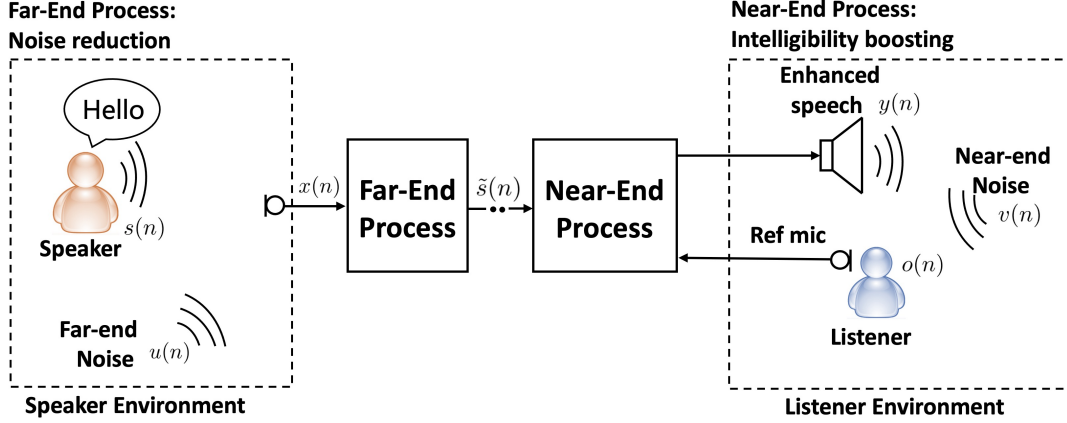 Far-End Process:
Noise reduction
Hello
s(n)
Speaker
Far-end
Noise
u(n)
Speaker Environment
x(n)
Far-End
Process
s̃(n)
Near-End
Process
Near-End Process:
Intelligibility boosting
Enhanced
speech
y(n)
Near-end
Noise
v(n)
Ref mic
o(n)
Listener
Listener Environment